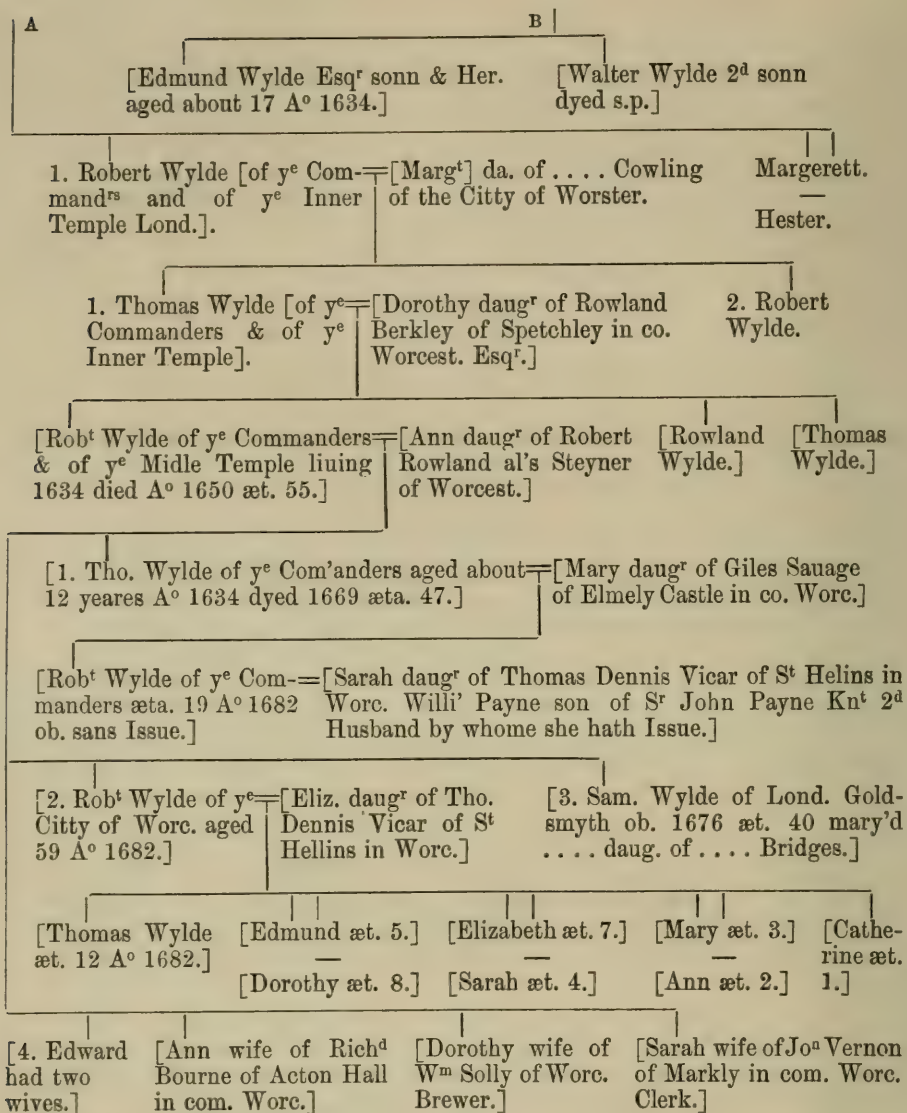 A B
[Edmund Wylde Esqʳ sonn & Her.
aged about 17 Aº 1634.]
[Walter Wylde 2ᵈ sonn
dyed s.p.]
1. Robert Wylde [of yᵉ Com-
mandʳˢ and of yᵉ Inner
Temple Lond.].
[Margᵗ] da. of .... Cowling
of the Citty of Worster.
Margerett.
—
Hester.
1. Thomas Wylde [of yᵉ
Commanders & of yᵉ
Inner Temple].
[Dorothy daugʳ of Rowland
Berkley of Spetchley in co.
Worcest. Esqʳ.]
2. Robert
Wylde.
[Robᵗ Wylde of yᵉ Commanders
& of yᵉ Midle Temple liuing
1634 died Aº 1650 æt. 55.]
[Ann daugʳ of Robert
Rowland al's Steyner
of Worcest.]
[Rowland
Wylde.]
[Thomas
Wylde.]
[1. Tho. Wylde of yᵉ Com'anders aged about
12 yeares Aº 1634 dyed 1669 æta. 47.]
[Mary daugʳ of Giles Sauage
of Elmely Castle in co. Worc.]
[Robᵗ Wylde of yᵉ Com-
manders æta. 19 Aº 1682
ob. sans Issue.]
[Sarah daugʳ of Thomas Dennis Vicar of Sᵗ Helins in
Worc. Willi' Payne son of Sʳ John Payne Knᵗ 2ᵈ
Husband by whome she hath Issue.]
[2. Robᵗ Wylde of yᵉ
Citty of Worc. aged
59 Aº 1682.]
[Eliz. daugʳ of Tho.
Dennis Vicar of Sᵗ
Hellins in Worc.]
[3. Sam. Wylde of Lond. Gold-
smyth ob. 1676 æt. 40 mary'd
.... daug. of .... Bridges.]
[Thomas Wylde
æt. 12 Aº 1682.]
[Edmund æt. 5.]
—
[Dorothy æt. 8.]
[Elizabeth æt. 7.]
—
[Sarah æt. 4.]
[Mary æt. 3.]
—
[Ann æt. 2.]
[Cathe-
rine æt.
1.]
[4. Edward
had two
wives.]
[Ann wife of Richᵈ
Bourne of Acton Hall
in com. Worc.]
[Dorothy wife of
Wᵐ Solly of Worc.
Brewer.]
[Sarah wife of Joⁿ Vernon
of Markly in com. Worc.
Clerk.]